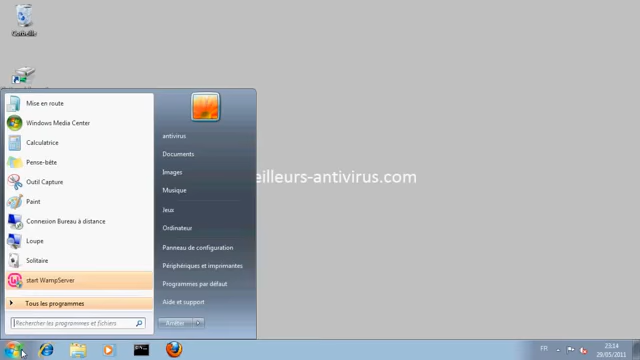 Corbeille
Mise en route
Windows Media Center
Calculatrice
Pense-bête
Outil Capture
Paint
Connexion Bureau à distance
Loupe
Solitaire
start WampServer
Tous les programmes
Rechercher les programmes et fichiers
antivirus
Documents
Images
Musique
Jeux
Ordinateur
Panneau de configuration
Périphériques et imprimantes
Programmes par défaut
Aide et support
Arrêter
eilleurs-antivirus.com
FR
23:14
29/05/2011